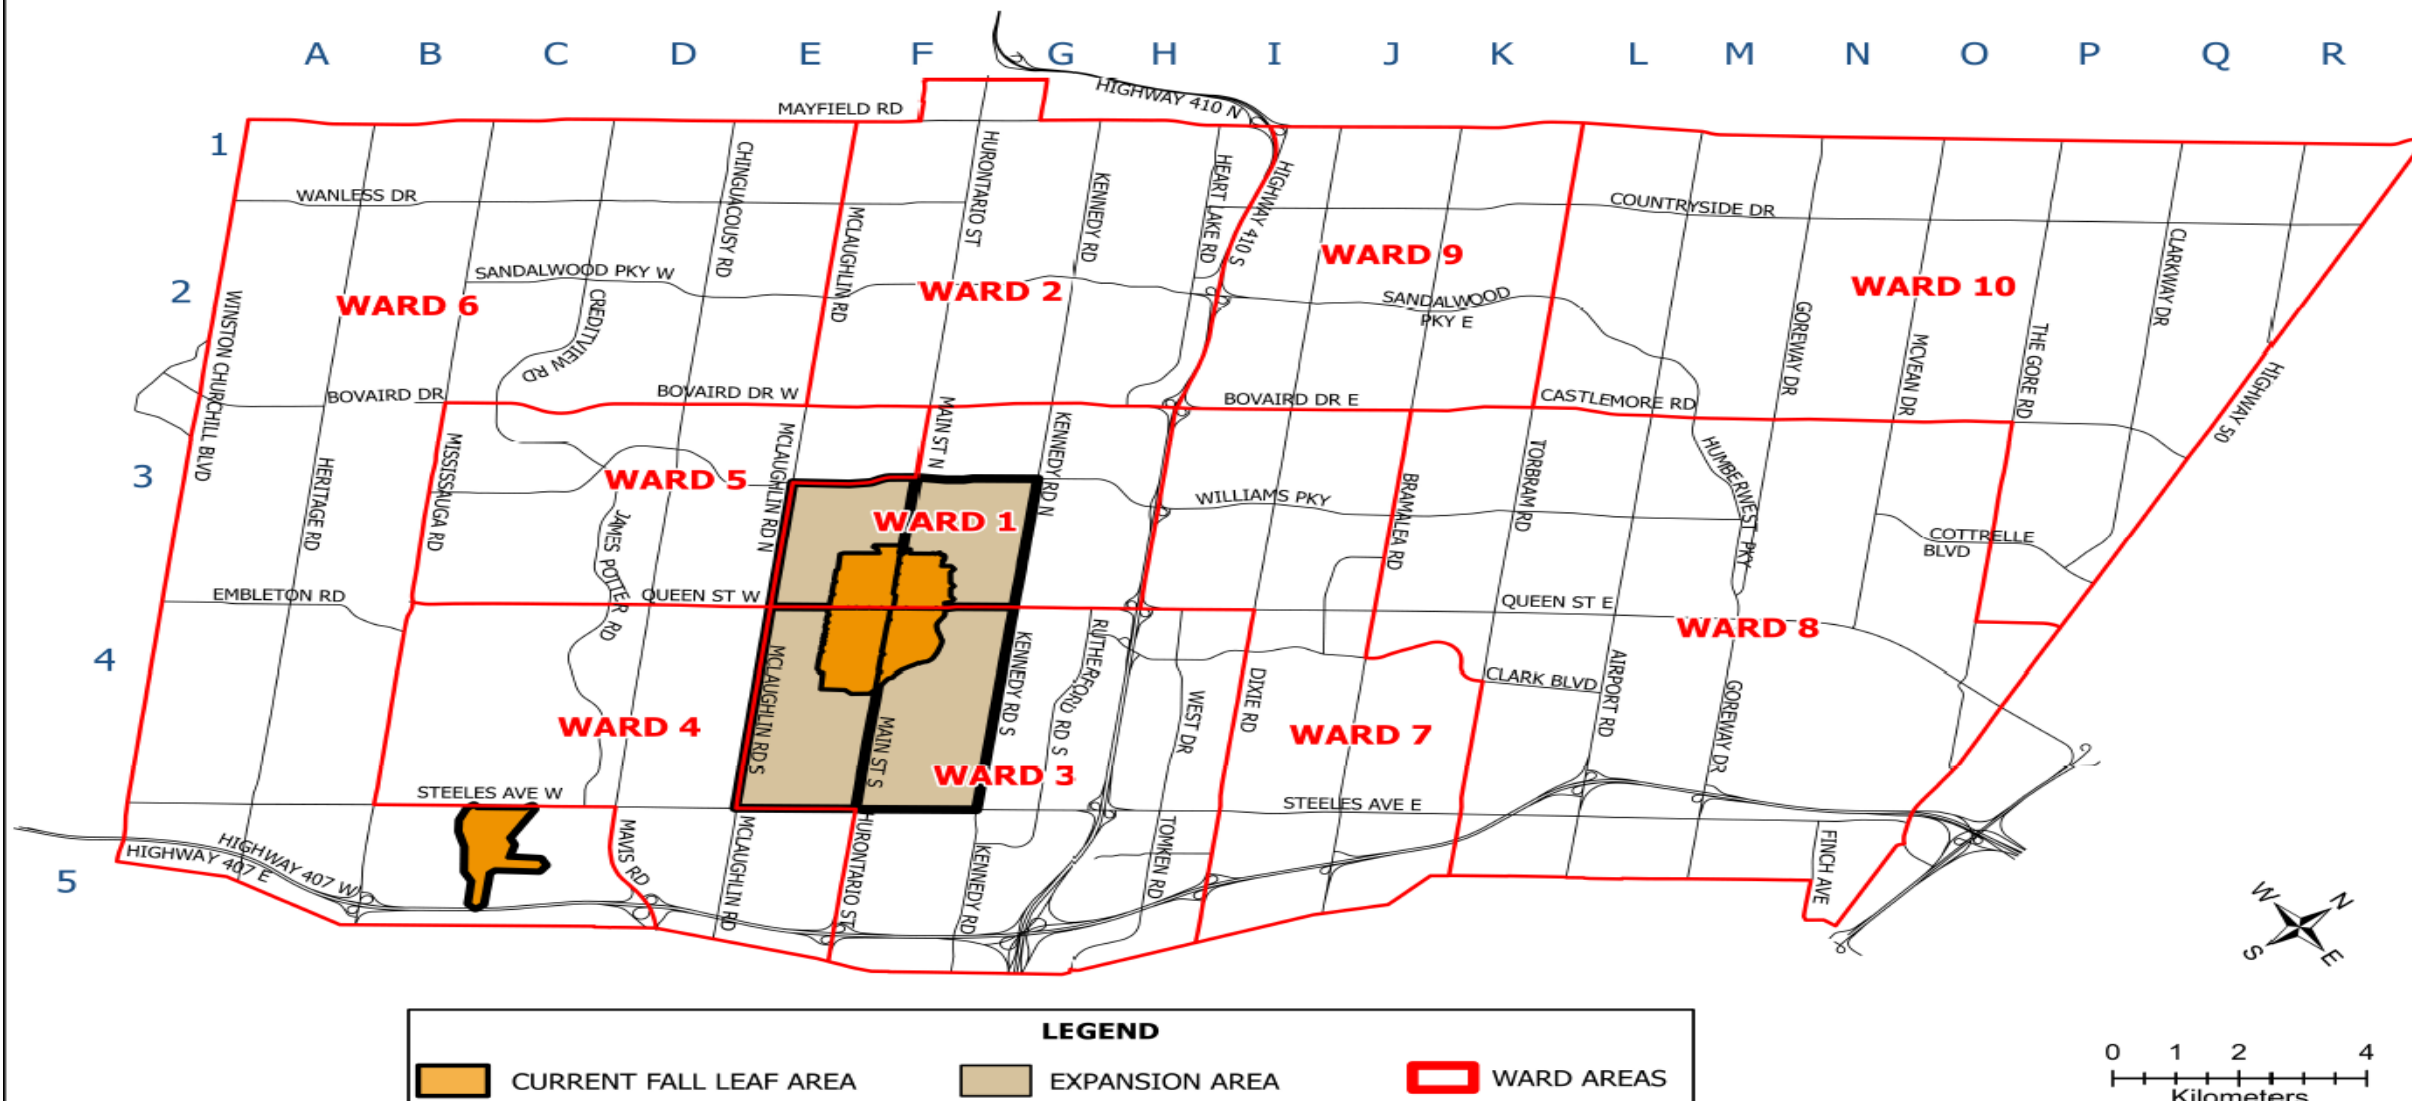 A B C D E F G H I J K L M N O P Q R
1
2
3
4
5
MAYFIELD RD
HIGHWAY 410 N
HIGHWAY 410 S
WANLESS DR
CHINGUACOUSY RD
MCLAUGHLIN RD
HURONTARIO ST
KENNEDY RD
HEART LAKE RD
COUNTRYSIDE DR
CLARKWAY DR
SANDALWOOD PKY W
WARD 6
WARD 2
WARD 9
WARD 10
SANDALWOOD
PKY E
WINSTON CHURCHILL BLVD
CREDITVIEW RD
GOREWAY DR
MCVEAN DR
THE GORE RD
HIGHWAY 50
BOVAIRD DR
BOVAIRD DR W
BOVAIRD DR E
CASTLEMORE RD
MAIN ST N
KENNEDY RD N
MCLAUGHLIN RD N
MISSISSAUGA RD
HERITAGE RD
WARD 5
WARD 1
WILLIAMS PKY
BRAMALEA RD
TORBRAM RD
HUMBERWEST PKY
COTTRELLE
BLVD
JAMES POTTER RD
EMBLETON RD
QUEEN ST W
QUEEN ST E
WARD 8
RUTHERFORD RD S
KENNEDY RD S
MCLAUGHLIN RD S
MAIN ST S
WEST DR
DIXIE RD
CLARK BLVD
AIRPORT RD
GOREWAY DR
WARD 4
WARD 3
WARD 7
STEELES AVE W
STEELES AVE E
HIGHWAY 407 W
HIGHWAY 407 E
MAVIS RD
MCLAUGHLIN RD
HURONTARIO ST
KENNEDY RD
TOMKEN RD
FINCH AVE
W N
S E
LEGEND
CURRENT FALL LEAF AREA EXPANSION AREA WARD AREAS
0 1 2 4
Kilometers